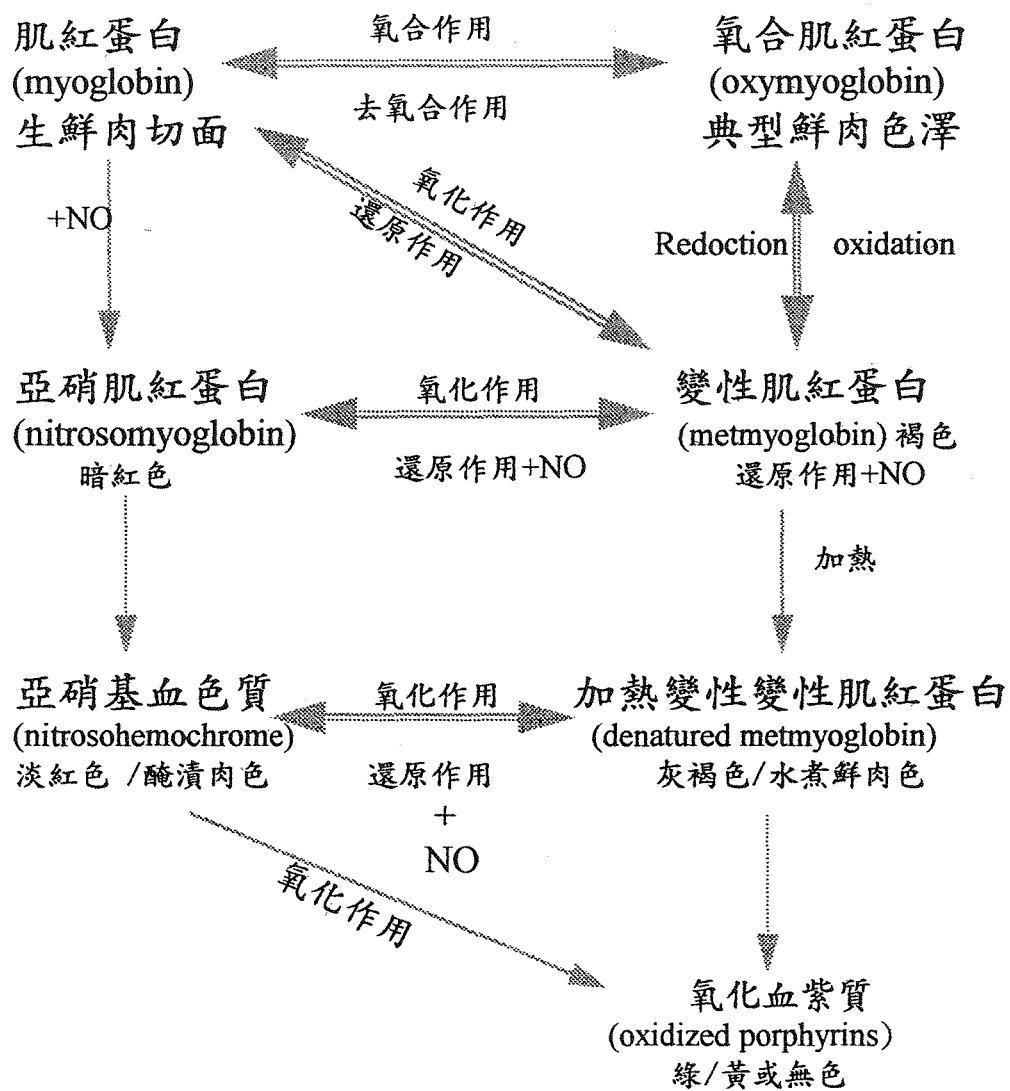 肌紅蛋白
(myoglobin)
生鮮肉切面
氧合作用
去氧合作用
氧合肌紅蛋白
(oxymyoglobin)
典型鮮肉色澤
+NO
氧化作用
還原作用
Redoction
oxidation
亞硝肌紅蛋白
(nitrosomyoglobin)
暗紅色
氧化作用
還原作用+NO
變性肌紅蛋白
(metmyoglobin) 褐色
還原作用+NO
加熱
亞硝基血色質
(nitrosohemochrome)
淡紅色 /醃漬肉色
氧化作用
還原作用
+
NO
加熱變性變性肌紅蛋白
(denatured metmyoglobin)
灰褐色/水煮鮮肉色
氧化作用
氧化血紫質
(oxidized porphyrins)
綠/黃或無色